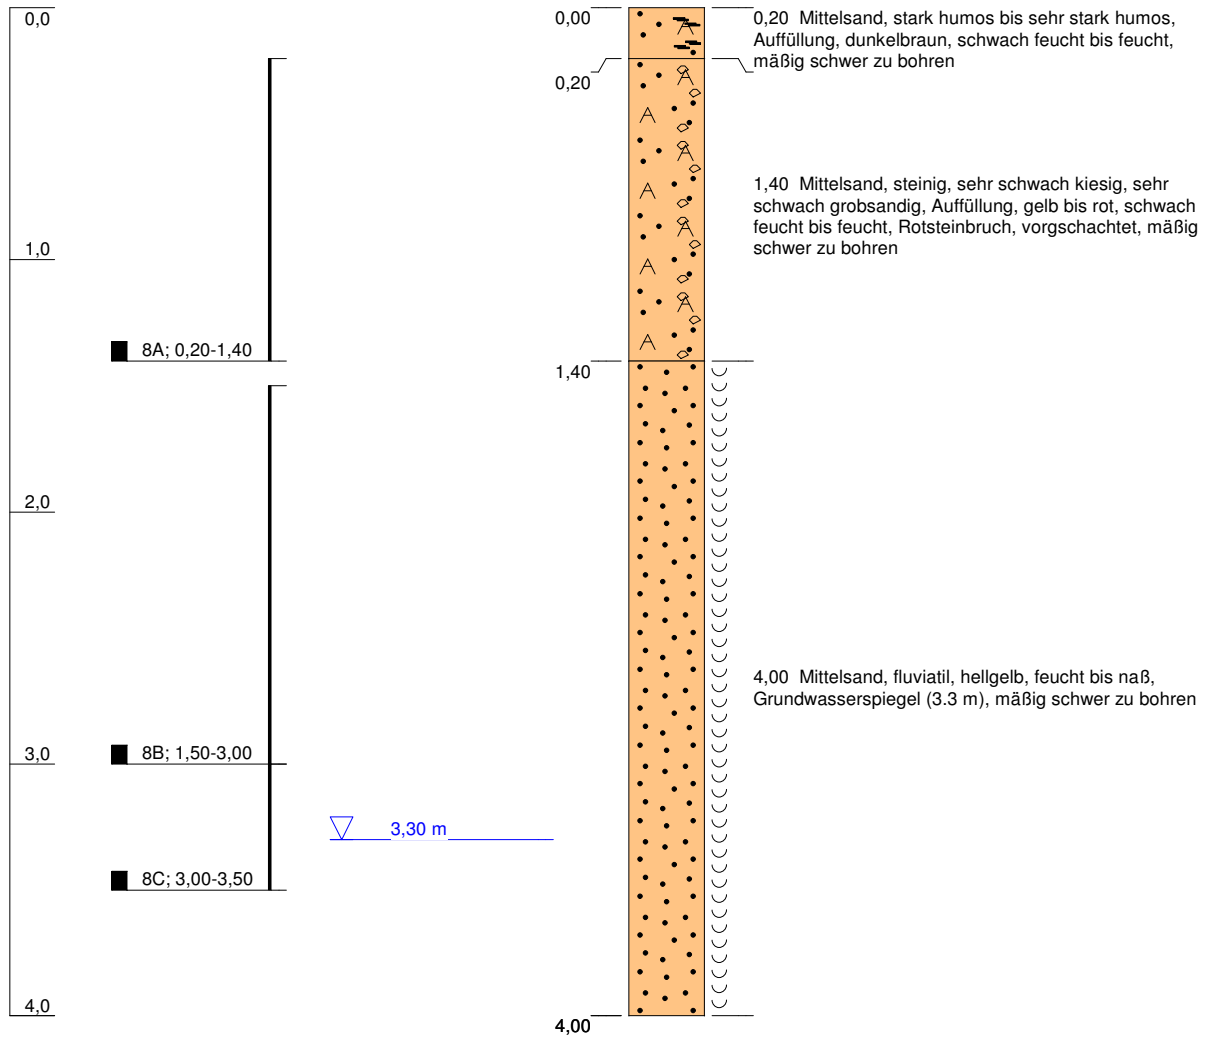 0,0
0,00
0,20 Mittelsand, stark humos bis sehr stark humos,
Auffüllung, dunkelbraun, schwach feucht bis feucht,
mäßig schwer zu bohren
0,20
A
A
A
A
A
A
A
A
A
1,40 Mittelsand, steinig, sehr schwach kiesig, sehr
schwach grobsandig, Auffüllung, gelb bis rot, schwach
feucht bis feucht, Rotsteinbruch, vorgschachtet, mäßig
schwer zu bohren
1,0
8A; 0,20-1,40
1,40
2,0
4,00 Mittelsand, fluviatil, hellgelb, feucht bis naß,
Grundwasserspiegel (3.3 m), mäßig schwer zu bohren
3,0
8B; 1,50-3,00
3,30 m
8C; 3,00-3,50
4,0
4,00